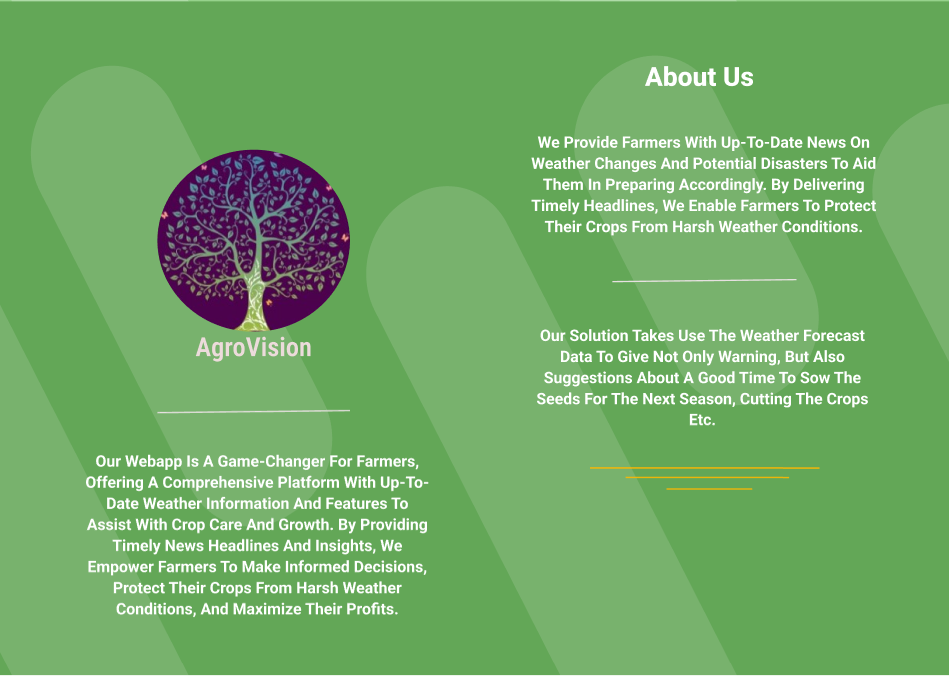 AgroVision
Our Webapp Is A Game-Changer For Farmers,
Offering A Comprehensive Platform With Up-To-
Date Weather Information And Features To
Assist With Crop Care And Growth. By Providing
Timely News Headlines And Insights, We
Empower Farmers To Make Informed Decisions,
Protect Their Crops From Harsh Weather
Conditions, And Maximize Their Profits.
About Us
We Provide Farmers With Up-To-Date News On
Weather Changes And Potential Disasters To Aid
Them In Preparing Accordingly. By Delivering
Timely Headlines, We Enable Farmers To Protect
Their Crops From Harsh Weather Conditions.
Our Solution Takes Use The Weather Forecast
Data To Give Not Only Warning, But Also
Suggestions About A Good Time To Sow The
Seeds For The Next Season, Cutting The Crops
Etc.